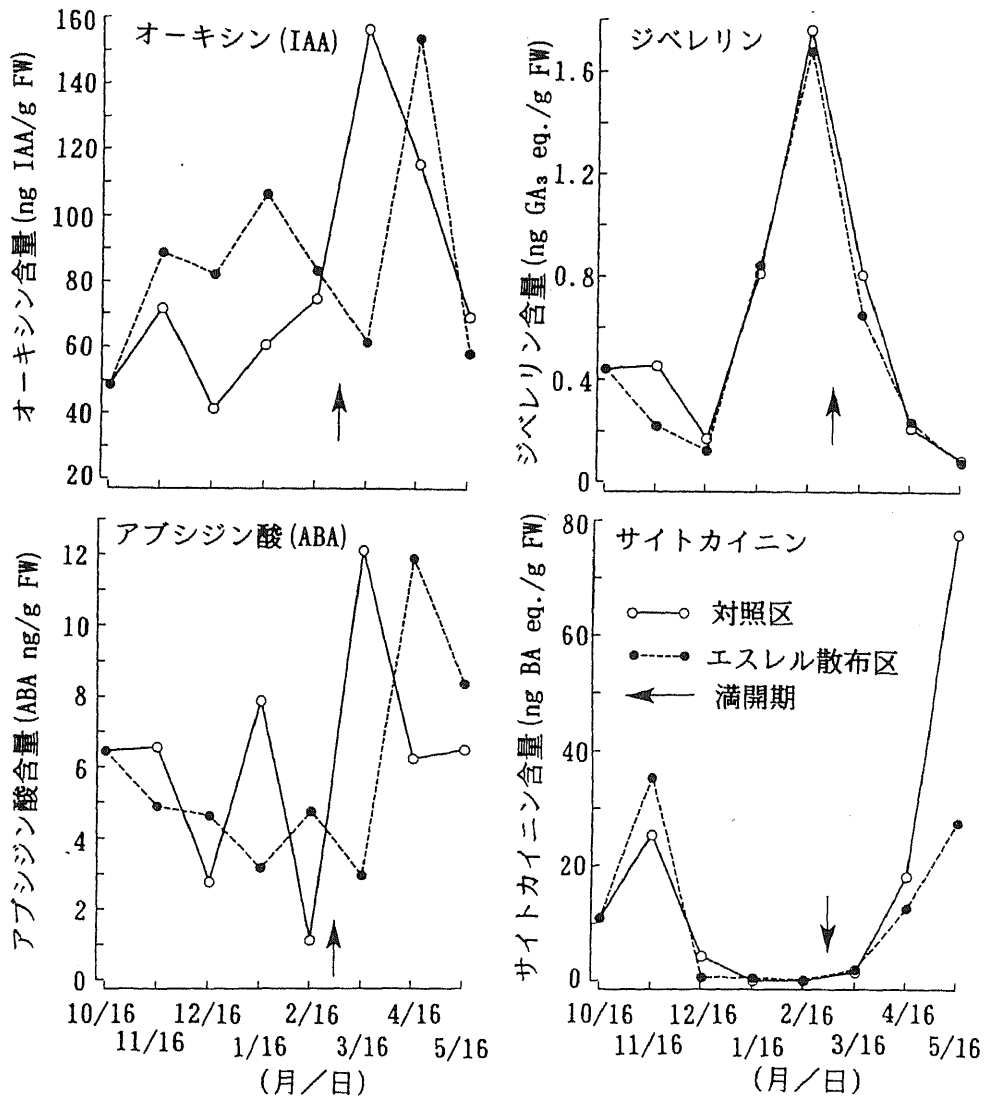 オーキシン(IAA)
オーキシン含量(ng IAA/g FW)
160
140
120
100
80
60
40
20
ジベレリン
ジベレリン含量(ng GA₃ eq./g FW)
1.6
1.2
0.8
0.4
0
アブシジン酸(ABA)
アブシジン酸含量(ABA ng/g FW)
12
10
8
6
4
2
0
10/16 12/16 2/16 4/16
11/16 1/16 3/16 5/16
(月/日)
サイトカイニン
サイトカイニン含量(ng BA eq./g FW)
80
60
40
20
0
対照区
エスレル散布区
満開期
10/16 12/16 2/16 4/16
11/16 1/16 3/16 5/16
(月/日)